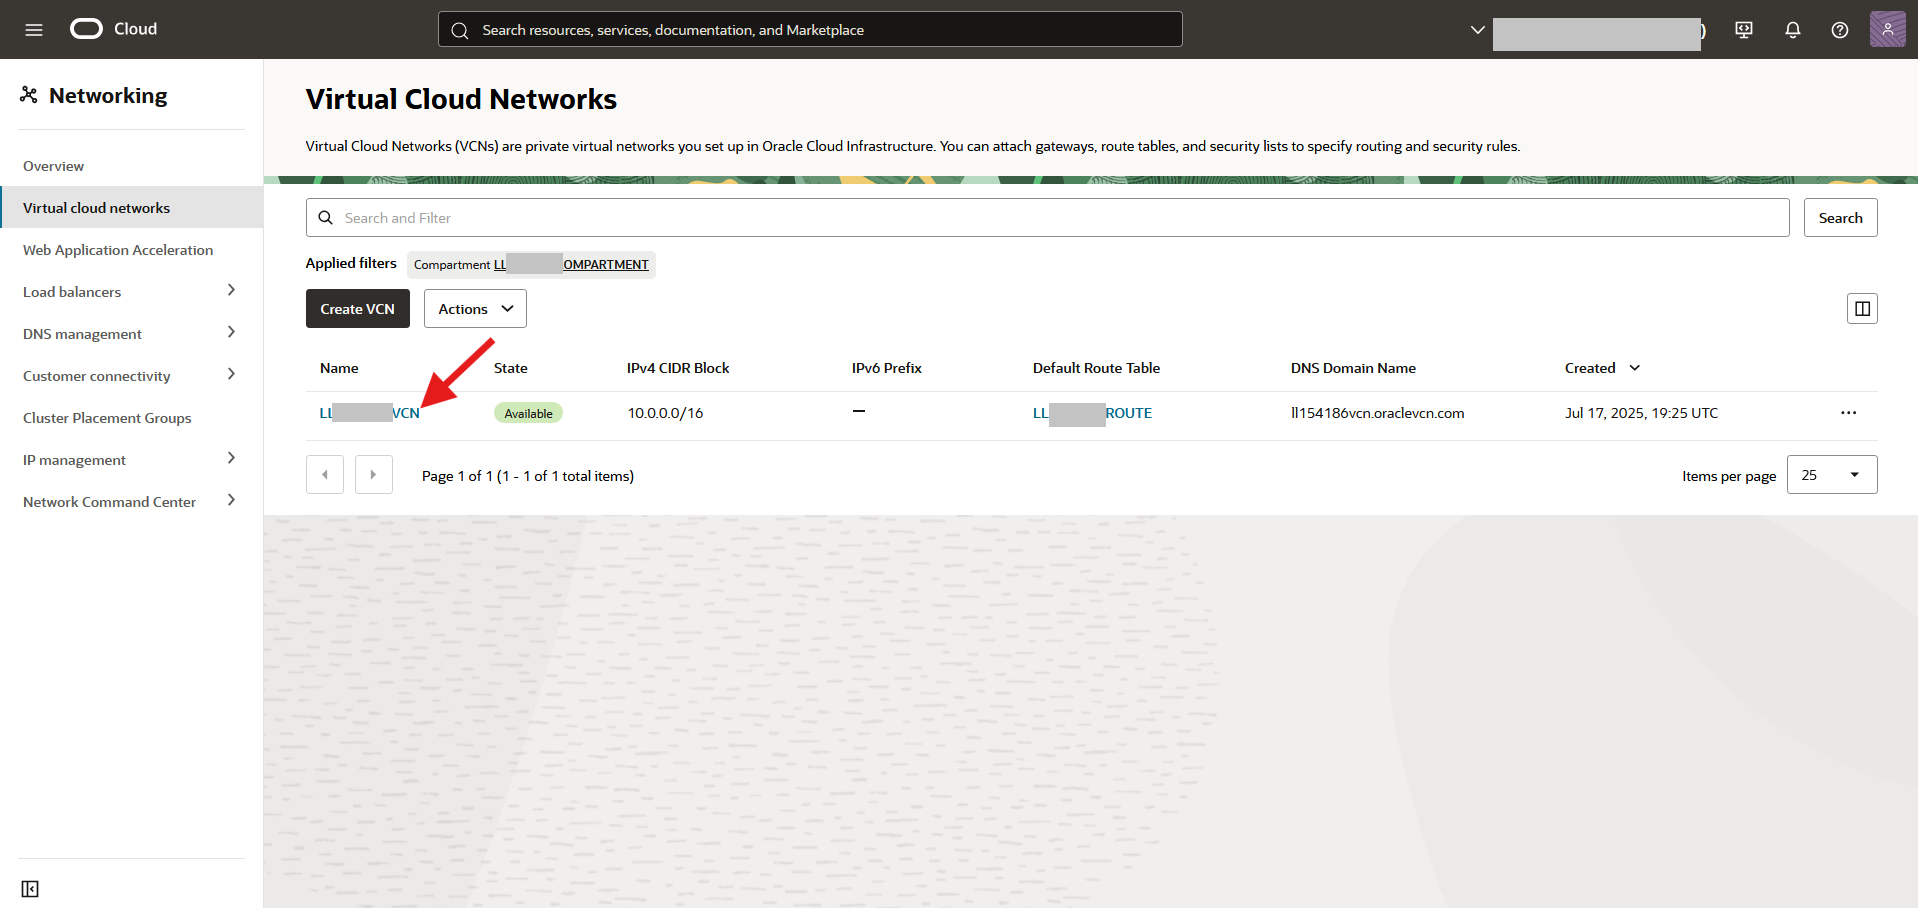 Cloud
Search resources, services, documentation, and Marketplace
)
Networking
Overview
Virtual cloud networks
Web Application Acceleration
Load balancers
DNS management
Customer connectivity
Cluster Placement Groups
IP management
Network Command Center
Virtual Cloud Networks
Virtual Cloud Networks (VCNs) are private virtual networks you set up in Oracle Cloud Infrastructure. You can attach gateways, route tables, and security lists to specify routing and security rules.
Search and Filter
Search
Applied filters Compartment LL OMPARTMENT
Create VCN Actions
Name State IPv4 CIDR Block IPv6 Prefix Default Route Table DNS Domain Name Created
LL VCN Available 10.0.0.0/16 — LL ROUTE ll154186vcn.oraclevcn.com Jul 17, 2025, 19:25 UTC ...
Page 1 of 1 (1 - 1 of 1 total items) Items per page 25